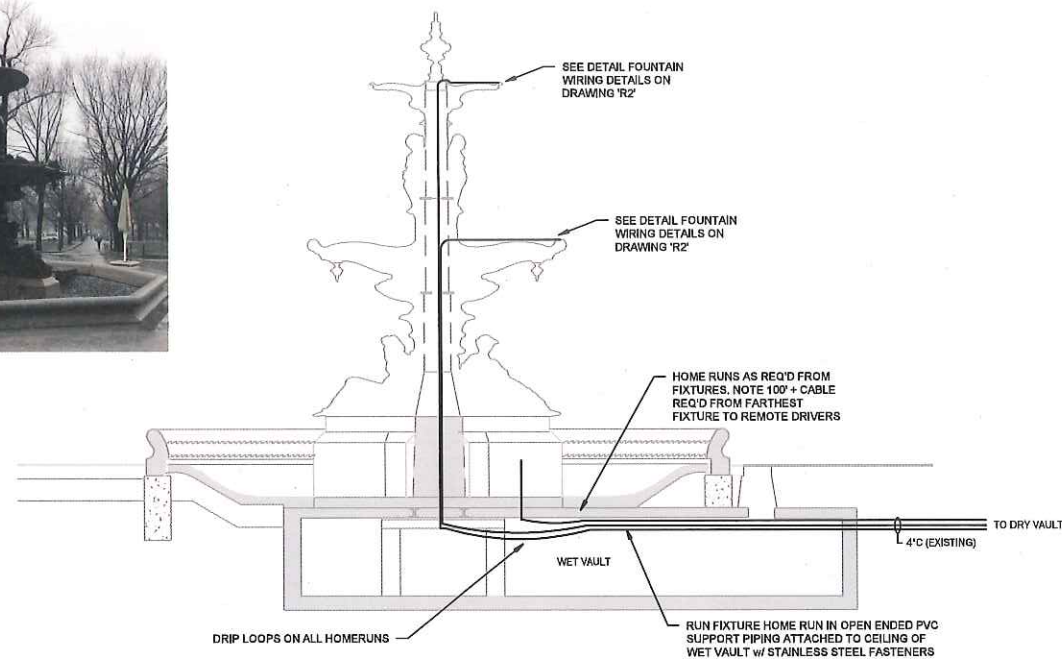 SEE DETAIL FOUNTAIN
WIRING DETAILS ON
DRAWING 'R2'
SEE DETAIL FOUNTAIN
WIRING DETAILS ON
DRAWING 'R2'
HOME RUNS AS REQ'D FROM
FIXTURES. NOTE 100' + CABLE
REQ'D FROM FARTHEST
FIXTURE TO REMOTE DRIVERS
TO DRY VAULT
4"C (EXISTING)
WET VAULT
DRIP LOOPS ON ALL HOMERUNS
RUN FIXTURE HOME RUN IN OPEN ENDED PVC
SUPPORT PIPING ATTACHED TO CEILING OF
WET VAULT w/ STAINLESS STEEL FASTENERS